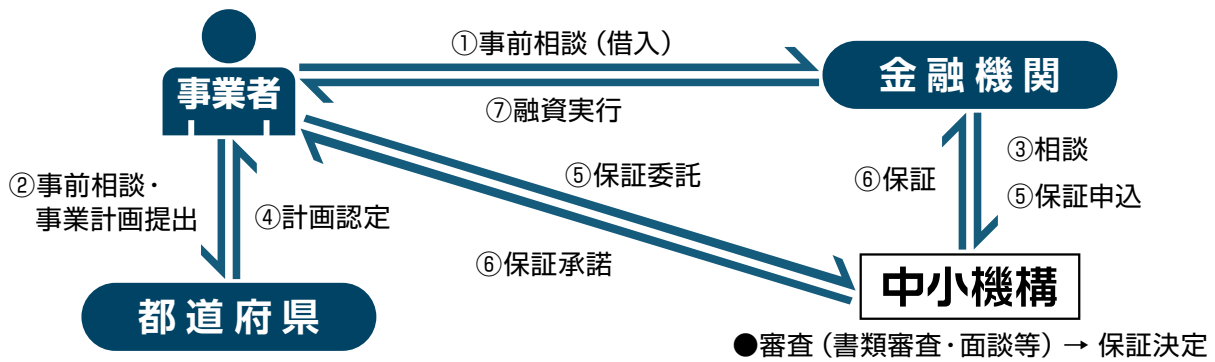 ①事前相談（借入）
事業者
金融機関
⑦融資実行
③相談
②事前相談・
事業計画提出
④計画認定
⑤保証委託
⑥保証
⑤保証申込
⑥保証承諾
中小機構
都道府県
●審査（書類審査・面談等）→ 保証決定